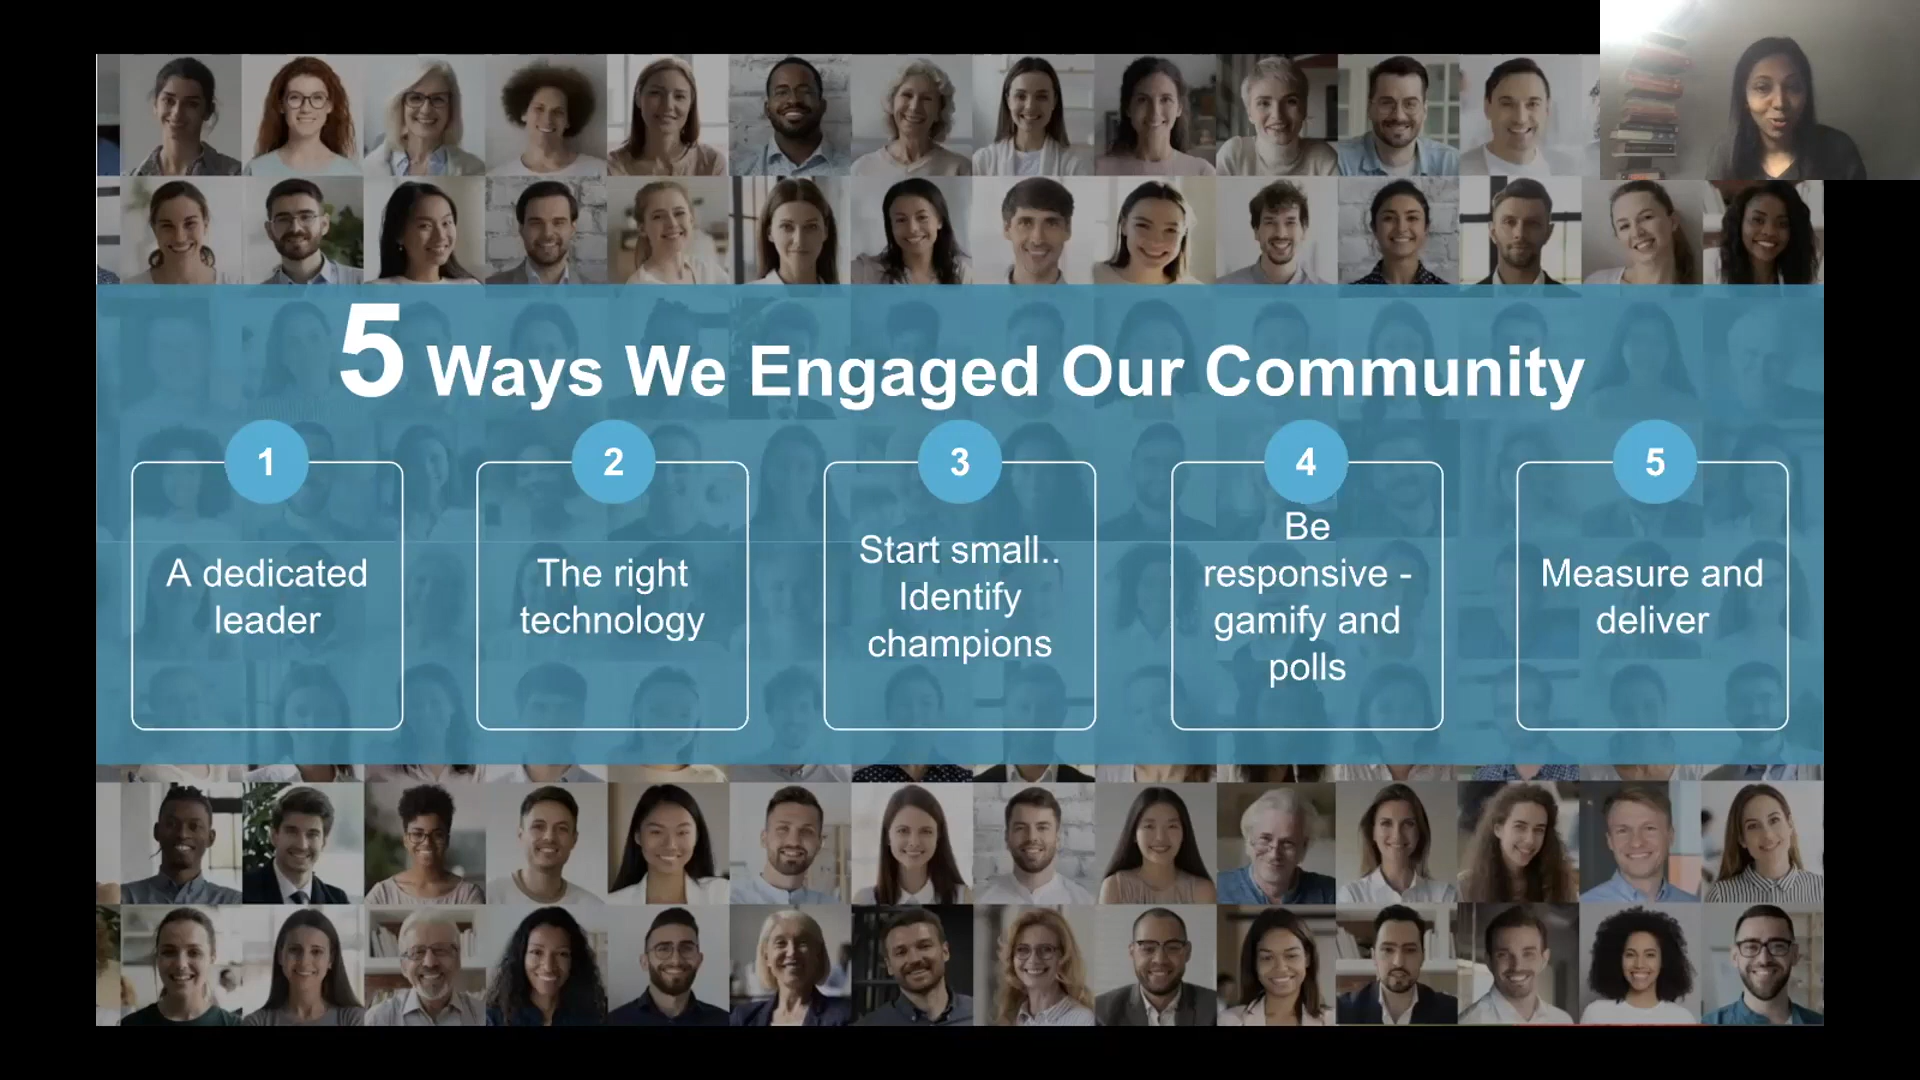 5 Ways We Engaged Our Community
1
A dedicated
leader
2
The right
technology
3
Start small..
Identify
champions
4
Be
responsive -
gamify and
polls
5
Measure and
deliver